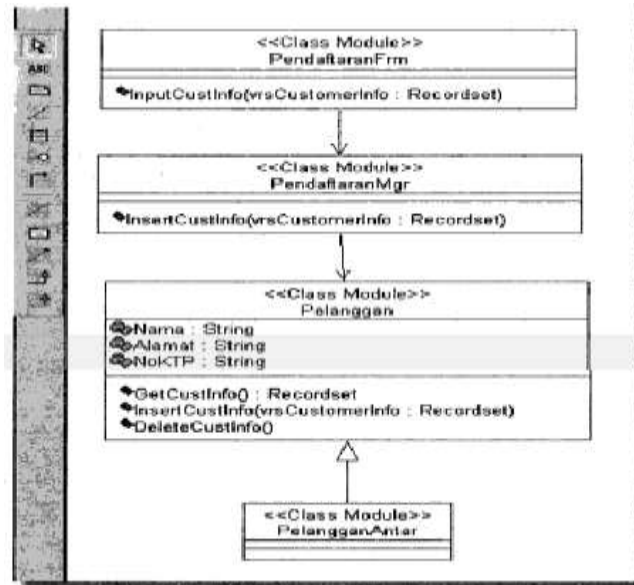 ABC
<<Class Module>>
PendaftaranFrm
InputCustInfo(vrsCustomerInfo : Recordset)
<<Class Module>>
PendaftaranMgr
InsertCustInfo(vrsCustomerInfo : Recordset)
<<Class Module>>
Pelanggan
Nama : String
Alamat : String
NoKTP : String
GetCustInfo() : Recordset
InsertCustInfo(vrsCustomerInfo : Recordset)
DeleteCustInfo()
<<Class Module>>
PelangganAntar